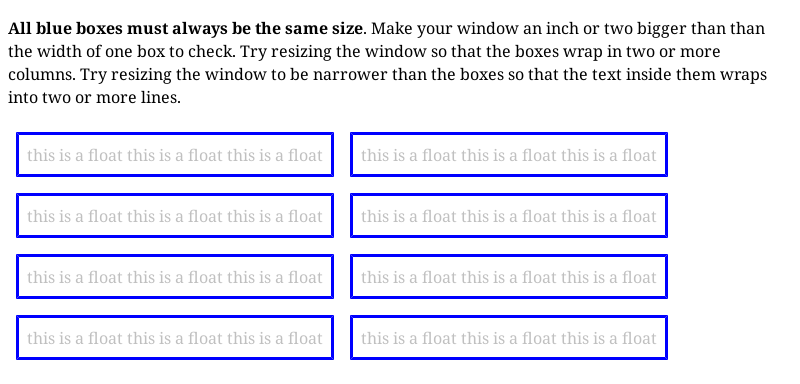 All blue boxes must always be the same size. Make your window an inch or two bigger than than
the width of one box to check. Try resizing the window so that the boxes wrap in two or more
columns. Try resizing the window to be narrower than the boxes so that the text inside them wraps
into two or more lines.
this is a float this is a float this is a float
this is a float this is a float this is a float
this is a float this is a float this is a float
this is a float this is a float this is a float
this is a float this is a float this is a float
this is a float this is a float this is a float
this is a float this is a float this is a float
this is a float this is a float this is a float